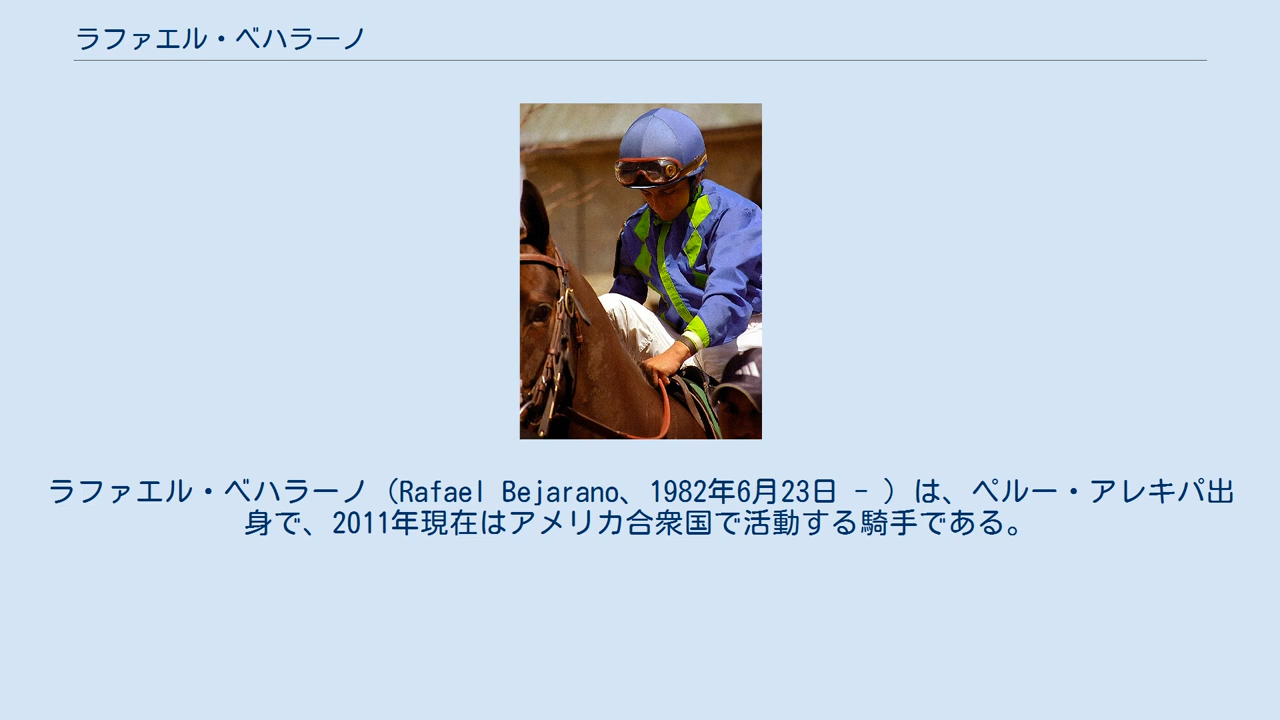 ラファエル・ベハラーノ
ラファエル・ベハラーノ（Rafael Bejarano、1982年6月23日 - ）は、ペルー・アレキパ出
身で、2011年現在はアメリカ合衆国で活動する騎手である。